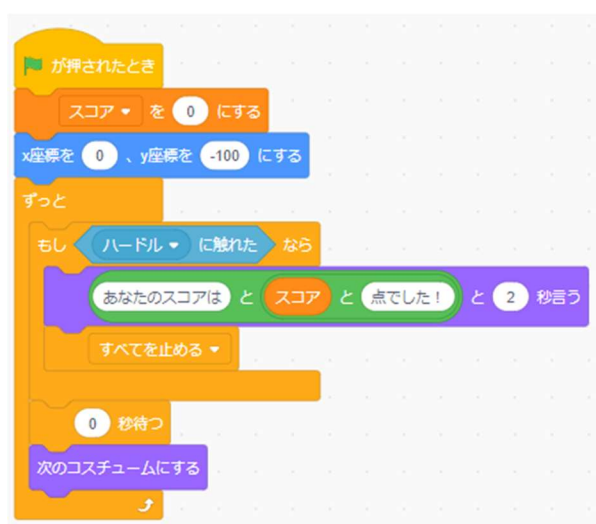 が押されたとき
スコア を 0 にする
x座標を 0 、y座標を -100 にする
ずっと
もし ハードル に触れた なら
あなたのスコアは と スコア と 点でした! と 2 秒言う
すべてを止める
0 秒待つ
次のコスチュームにする